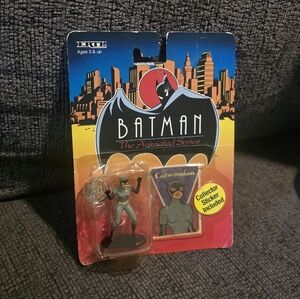 ERTL
Ages 3 & up
BATMAN
The Animated Series
Catwoman
Collector
Sticker
Included